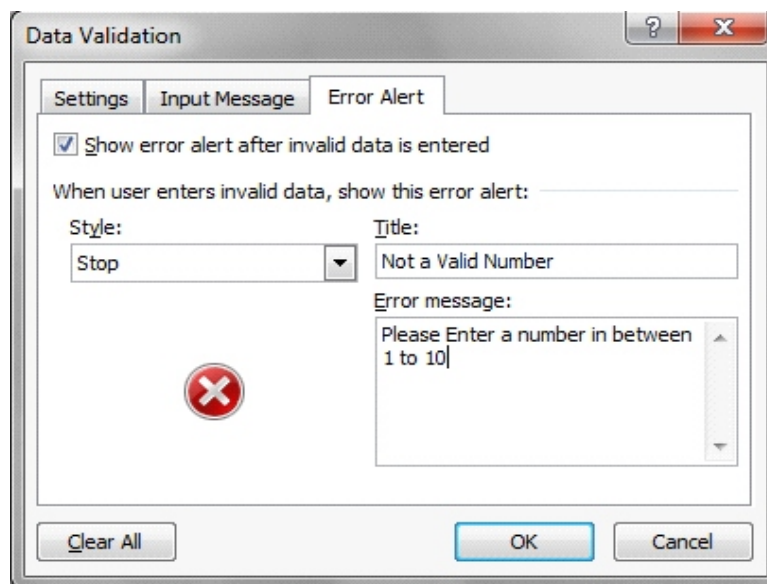 Data Validation
?
Settings Input Message Error Alert
Show error alert after invalid data is entered
When user enters invalid data, show this error alert:
Style: Title:
Stop Not a Valid Number
Error message:
Please Enter a number in between
1 to 10
Clear All OK Cancel